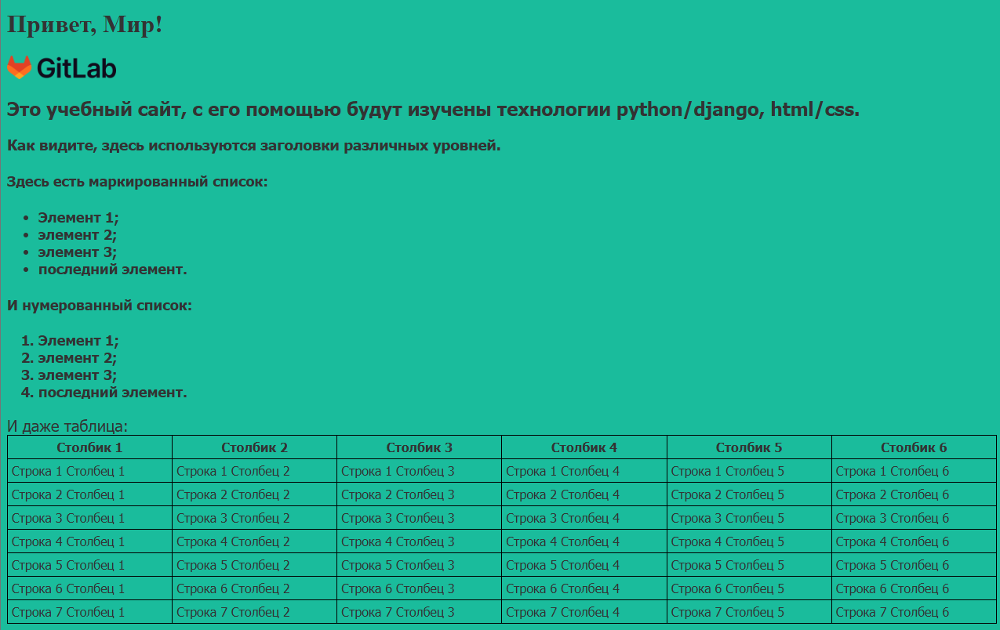 Привет, Мир!
GitLab
Это учебный сайт, с его помощью будут изучены технологии python/django, html/css.
Как видите, здесь используются заголовки различных уровней.
Здесь есть маркированный список:
• Элемент 1;
• элемент 2;
• элемент 3;
• последний элемент.
И нумерованный список:
1. Элемент 1;
2. элемент 2;
3. элемент 3;
4. последний элемент.
И даже таблица:
Столбик 1 Столбик 2 Столбик 3 Столбик 4 Столбик 5 Столбик 6
Строка 1 Столбец 1 Строка 1 Столбец 2 Строка 1 Столбец 3 Строка 1 Столбец 4 Строка 1 Столбец 5 Строка 1 Столбец 6
Строка 2 Столбец 1 Строка 2 Столбец 2 Строка 2 Столбец 3 Строка 2 Столбец 4 Строка 2 Столбец 5 Строка 2 Столбец 6
Строка 3 Столбец 1 Строка 3 Столбец 2 Строка 3 Столбец 3 Строка 3 Столбец 4 Строка 3 Столбец 5 Строка 3 Столбец 6
Строка 4 Столбец 1 Строка 4 Столбец 2 Строка 4 Столбец 3 Строка 4 Столбец 4 Строка 4 Столбец 5 Строка 4 Столбец 6
Строка 5 Столбец 1 Строка 5 Столбец 2 Строка 5 Столбец 3 Строка 5 Столбец 4 Строка 5 Столбец 5 Строка 5 Столбец 6
Строка 6 Столбец 1 Строка 6 Столбец 2 Строка 6 Столбец 3 Строка 6 Столбец 4 Строка 6 Столбец 5 Строка 6 Столбец 6
Строка 7 Столбец 1 Строка 7 Столбец 2 Строка 7 Столбец 3 Строка 7 Столбец 4 Строка 7 Столбец 5 Строка 7 Столбец 6